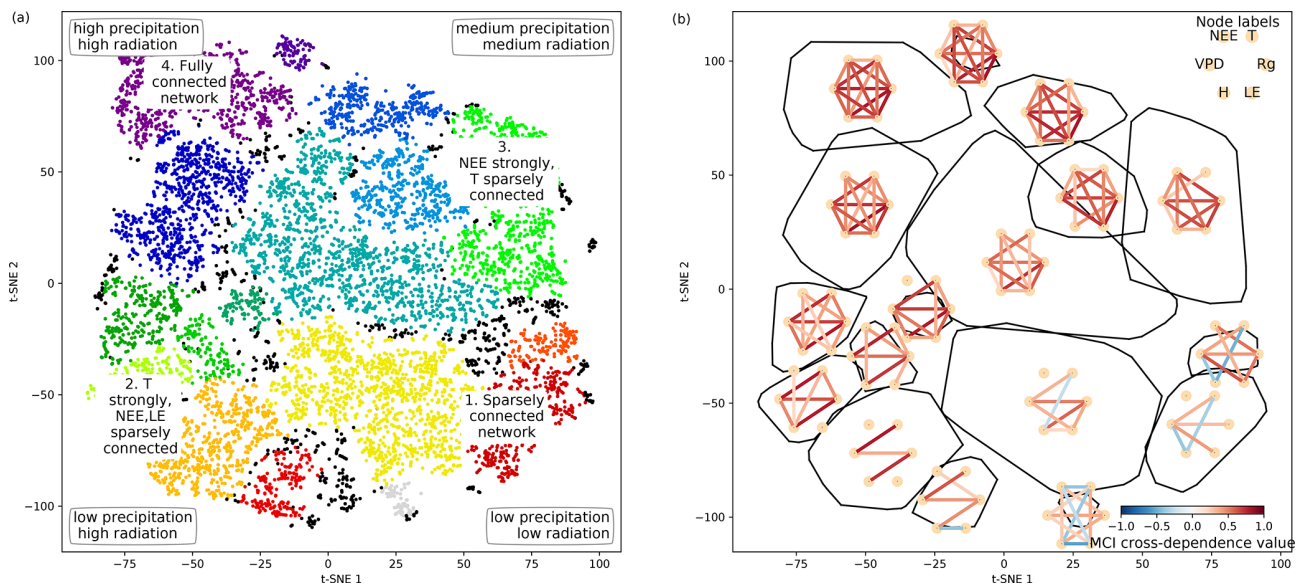 (a)
high precipitation
high radiation
medium precipitation
medium radiation
4. Fully
connected
network
3.
NEE strongly,
T sparsely
connected
2. T
strongly,
NEE,LE
sparsely
connected
1. Sparsely
connected
network
low precipitation
high radiation
low precipitation
low radiation
100
50
0
−50
−100
t-SNE 2
−75
−50
−25
0
25
50
75
100
t-SNE 1
(b)
Node labels
NEE T
VPD Rg
H LE
100
50
0
−50
−100
t-SNE 2
−75
−50
−25
0
25
50
75
100
t-SNE 1
−1.0 −0.5 0.0 0.5 1.0
MCI cross-dependence value